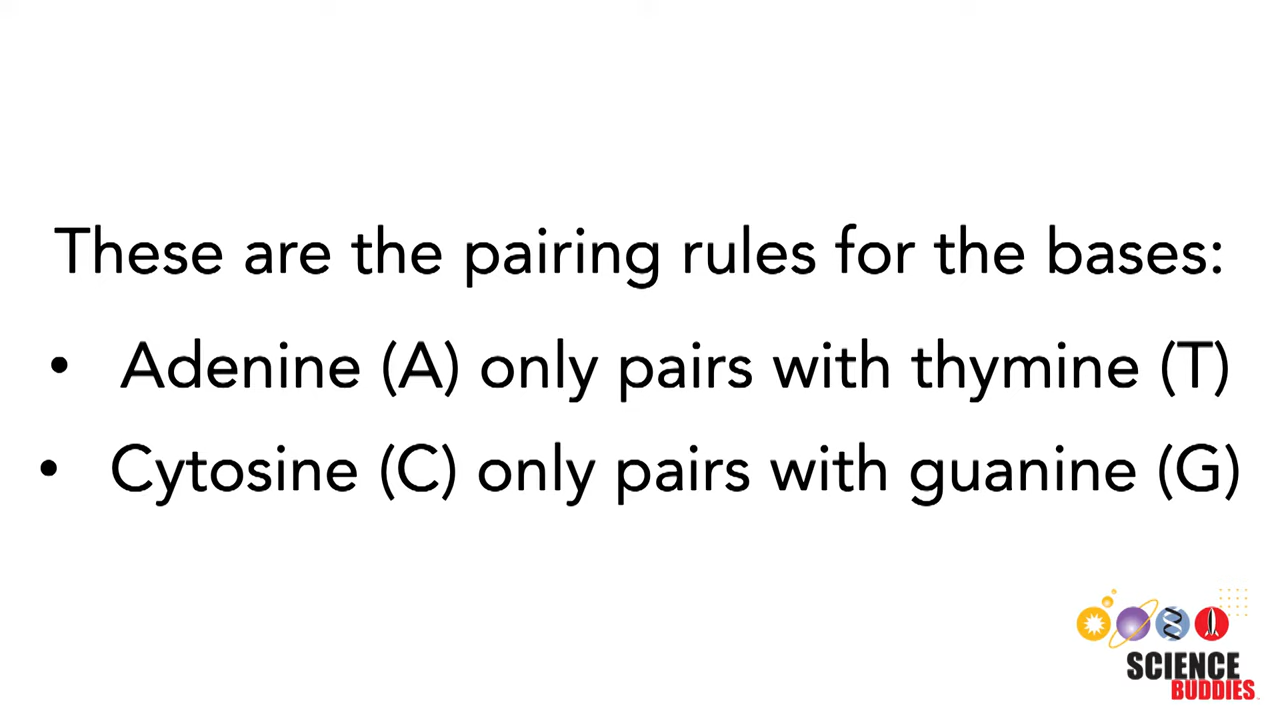 These are the pairing rules for the bases:
• Adenine (A) only pairs with thymine (T)
• Cytosine (C) only pairs with guanine (G)
SCIENCE
BUDDIES